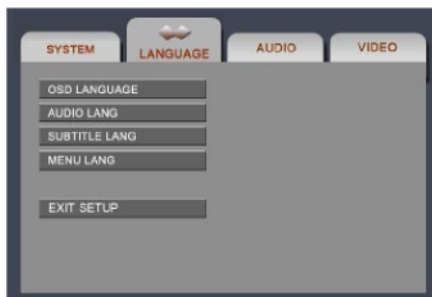 SYSTEM
LANGUAGE
AUDIO
VIDEO
OSD LANGUAGE
AUDIO LANG
SUBTITLE LANG
MENU LANG
EXIT SETUP